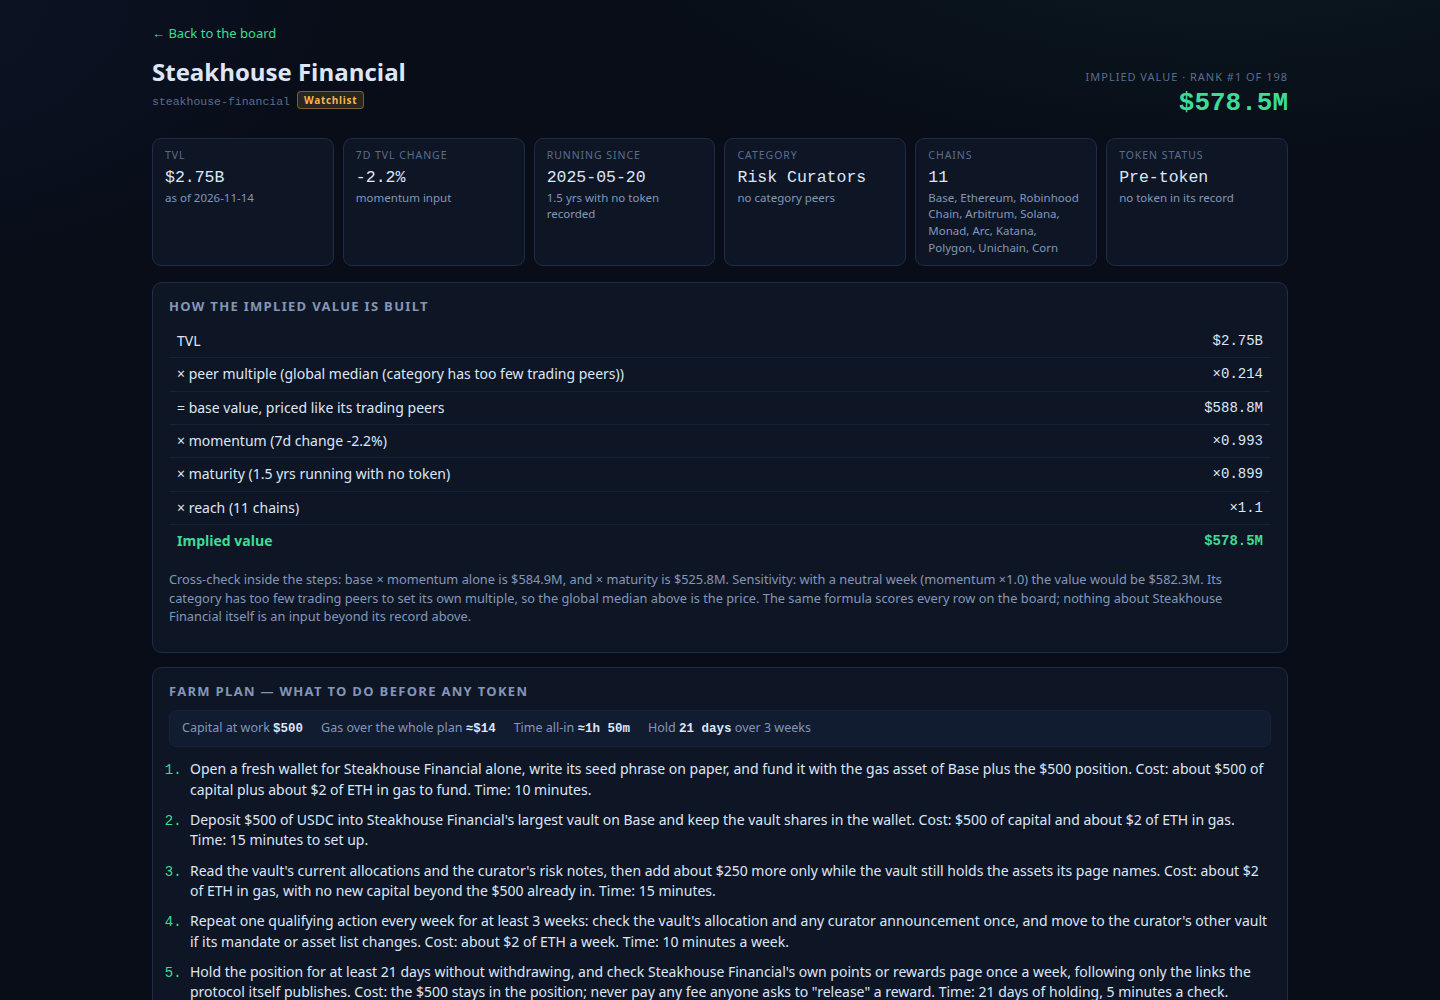 ← Back to the board
Steakhouse Financial
steakhouse-financial Watchlist
IMPLIED VALUE · RANK #1 OF 198
$578.5M
TVL
$2.75B
as of 2026-11-14
7D TVL CHANGE
-2.2%
momentum input
RUNNING SINCE
2025-05-20
1.5 yrs with no token
recorded
CATEGORY
Risk Curators
no category peers
CHAINS
11
Base, Ethereum, Robinhood
Chain, Arbitrum, Solana,
Monad, Arc, Katana,
Polygon, Unichain, Corn
TOKEN STATUS
Pre-token
no token in its record
HOW THE IMPLIED VALUE IS BUILT
TVL $2.75B
× peer multiple (global median (category has too few trading peers)) ×0.214
= base value, priced like its trading peers $588.8M
× momentum (7d change -2.2%) ×0.993
× maturity (1.5 yrs running with no token) ×0.899
× reach (11 chains) ×1.1
Implied value $578.5M
Cross-check inside the steps: base × momentum alone is $584.9M, and × maturity is $525.8M. Sensitivity: with a neutral week (momentum ×1.0) the value would be $582.3M. Its
category has too few trading peers to set its own multiple, so the global median above is the price. The same formula scores every row on the board; nothing about Steakhouse
Financial itself is an input beyond its record above.
FARM PLAN — WHAT TO DO BEFORE ANY TOKEN
Capital at work $500 Gas over the whole plan ≈$14 Time all-in ≈1h 50m Hold 21 days over 3 weeks
1. Open a fresh wallet for Steakhouse Financial alone, write its seed phrase on paper, and fund it with the gas asset of Base plus the $500 position. Cost: about $500 of
capital plus about $2 of ETH in gas to fund. Time: 10 minutes.
2. Deposit $500 of USDC into Steakhouse Financial's largest vault on Base and keep the vault shares in the wallet. Cost: $500 of capital and about $2 of ETH in gas.
Time: 15 minutes to set up.
3. Read the vault's current allocations and the curator's risk notes, then add about $250 more only while the vault still holds the assets its page names. Cost: about $2
of ETH in gas, with no new capital beyond the $500 already in. Time: 15 minutes.
4. Repeat one qualifying action every week for at least 3 weeks: check the vault's allocation and any curator announcement once, and move to the curator's other vault
if its mandate or asset list changes. Cost: about $2 of ETH a week. Time: 10 minutes a week.
5. Hold the position for at least 21 days without withdrawing, and check Steakhouse Financial's own points or rewards page once a week, following only the links the
protocol itself publishes. Cost: the $500 stays in the position; never pay any fee anyone asks to "release" a reward. Time: 21 days of holding, 5 minutes a check.